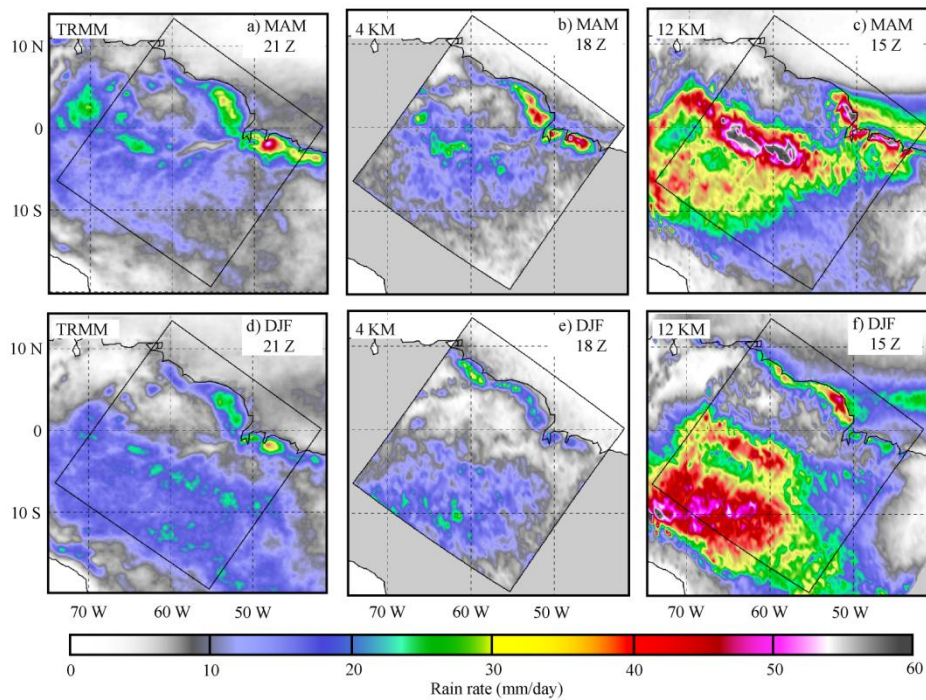 TRMM
a) MAM
21 Z
4 KM
b) MAM
18 Z
12 KM
c) MAM
15 Z
10 N
0
10 S
TRMM
d) DJF
21 Z
4 KM
e) DJF
18 Z
12 KM
f) DJF
15 Z
10 N
0
10 S
70 W 60 W 50 W
70 W 60 W 50 W
70 W 60 W 50 W
0 10 20 30 40 50 60
Rain rate (mm/day)